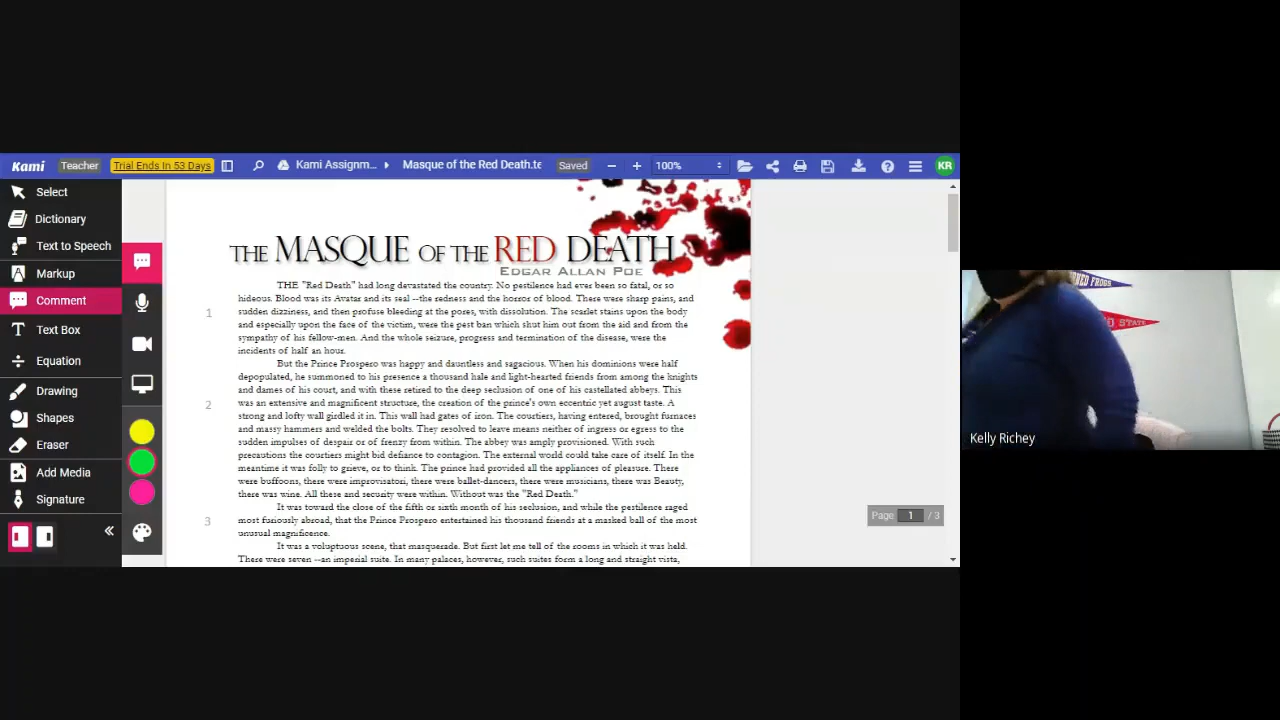 Kami Teacher Trial Ends In 53 Days Kami Assignm... Masque of the Red Death.te Saved 100% KR
Select
Dictionary
Text to Speech
Markup
Comment
Text Box
Equation
Drawing
Shapes
Eraser
Add Media
Signature
THE MASQUE OF THE RED DEATH
EDGAR ALLAN POE
THE "Red Death" had long devastated the country. No pestilence had ever been so fatal, or so
hideous. Blood was its Avatar and its seal --the redness and the horror of blood. There were sharp pains, and
1 sudden dizziness, and then profuse bleeding at the pores, with dissolution. The scarlet stains upon the body
and especially upon the face of the victim, were the pest ban which shut him out from the aid and from the
sympathy of his fellow-men. And the whole seizure, progress and termination of the disease, were the
incidents of half an hour.
But the Prince Prospero was happy and dauntless and sagacious. When his dominions were half
depopulated, he summoned to his presence a thousand hale and light-hearted friends from among the knights
and dames of his court, and with these retired to the deep seclusion of one of his castellated abbeys. This
2 was an extensive and magnificent structure, the creation of the prince's own eccentric yet august taste. A
strong and lofty wall girdled it in. This wall had gates of iron. The courtiers, having entered, brought furnaces
and massy hammers and welded the bolts. They resolved to leave means neither of ingress or egress to the
sudden impulses of despair or of frenzy from within. The abbey was amply provisioned. With such
precautions the courtiers might bid defiance to contagion. The external world could take care of itself. In the
meantime it was folly to grieve, or to think. The prince had provided all the appliances of pleasure. There
were buffoons, there were improvisatori, there were ballet-dancers, there were musicians, there was Beauty,
there was wine. All these and security were within. Without was the "Red Death."
It was toward the close of the fifth or sixth month of his seclusion, and while the pestilence raged
3 most furiously abroad, that the Prince Prospero entertained his thousand friends at a masked ball of the most
unusual magnificence.
It was a voluptuous scene, that masquerade. But first let me tell of the rooms in which it was held.
There were seven --an imperial suite. In many palaces, however, such suites form a long and straight vista,
Page 1 / 3
FROGS
STATE
Kelly Richey